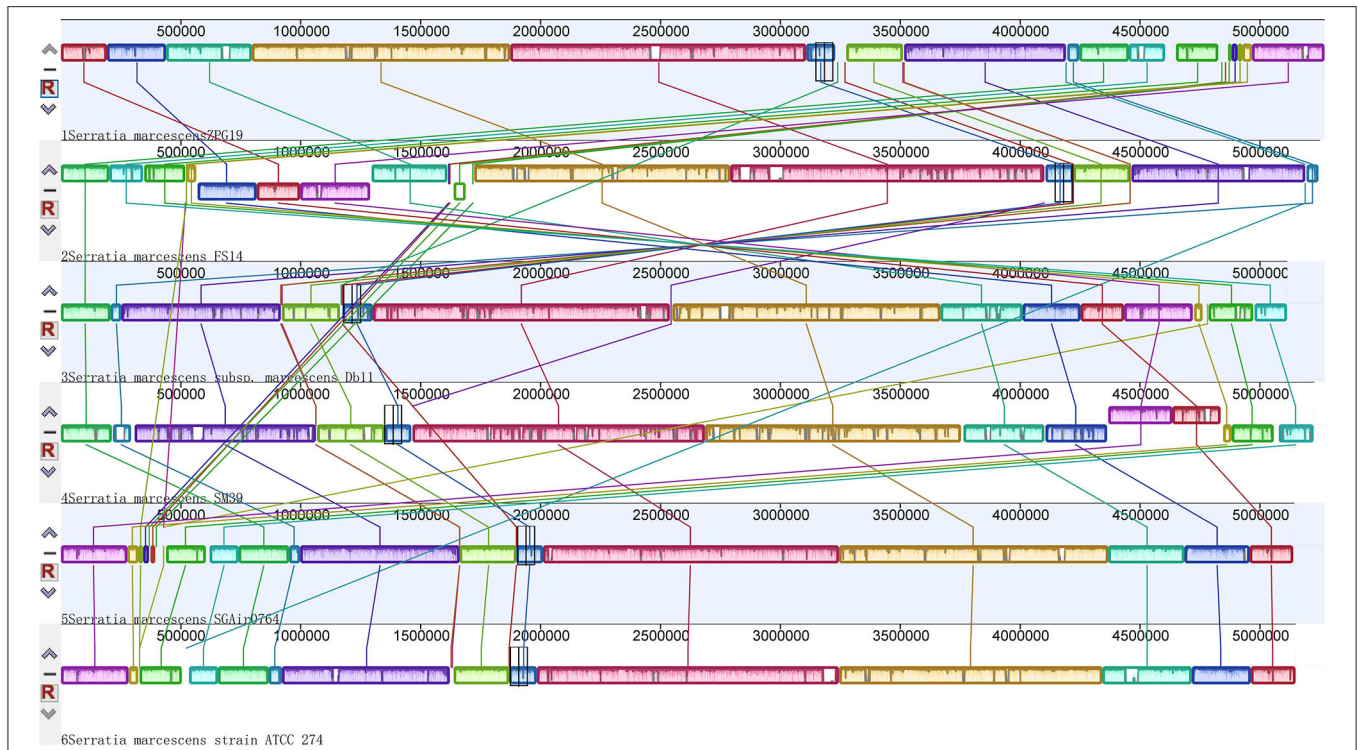 500000 1000000 1500000 2000000 2500000 3000000 3500000 4000000 4500000 5000000
R
1Serratia marcescensZPG19
500000 1000000 1500000 2000000 2500000 3000000 3500000 4000000 4500000 5000000
R
2Serratia marcescens FS14
500000 1000000 1500000 2000000 2500000 3000000 3500000 4000000 4500000 5000000
R
3Serratia marcescens subsp. marcescens Db11
500000 1000000 1500000 2000000 2500000 3000000 3500000 4000000 4500000 5000000
R
4Serratia marcescens SM39
500000 1000000 1500000 2000000 2500000 3000000 3500000 4000000 4500000 5000000
R
5Serratia marcescens SGAir0764
500000 1000000 1500000 2000000 2500000 3000000 3500000 4000000 4500000 5000000
R
6Serratia marcescens strain ATCC 274